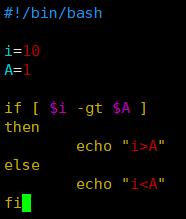 #!/bin/bash
i=10
A=1
if [ $i -gt $A ]
then
echo "i>A"
else
echo "i<A"
fi